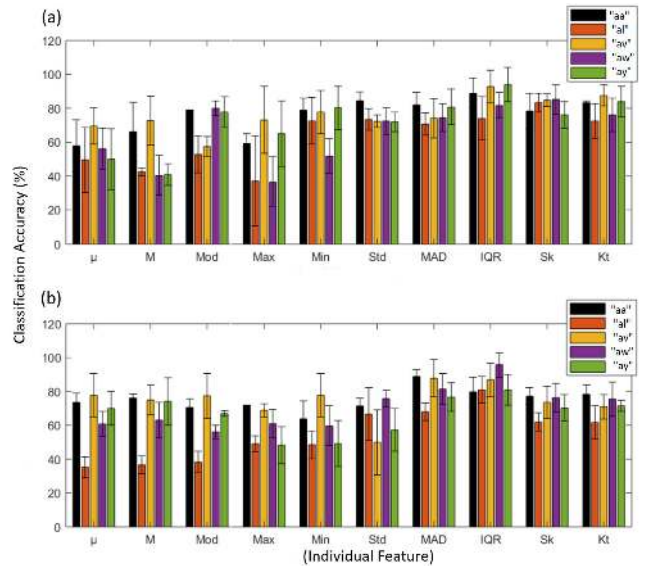 (a)
"aa"
"al"
"av"
"aw"
"ay"
120
100
80
60
40
20
0
μ M Mod Max Min Std MAD IQR Sk Kt
Classification Accuracy (%)
(b)
"aa"
"al"
"av"
"aw"
"ay"
120
100
80
60
40
20
0
μ M Mod Max Min Std MAD IQR Sk Kt
(Individual Feature)